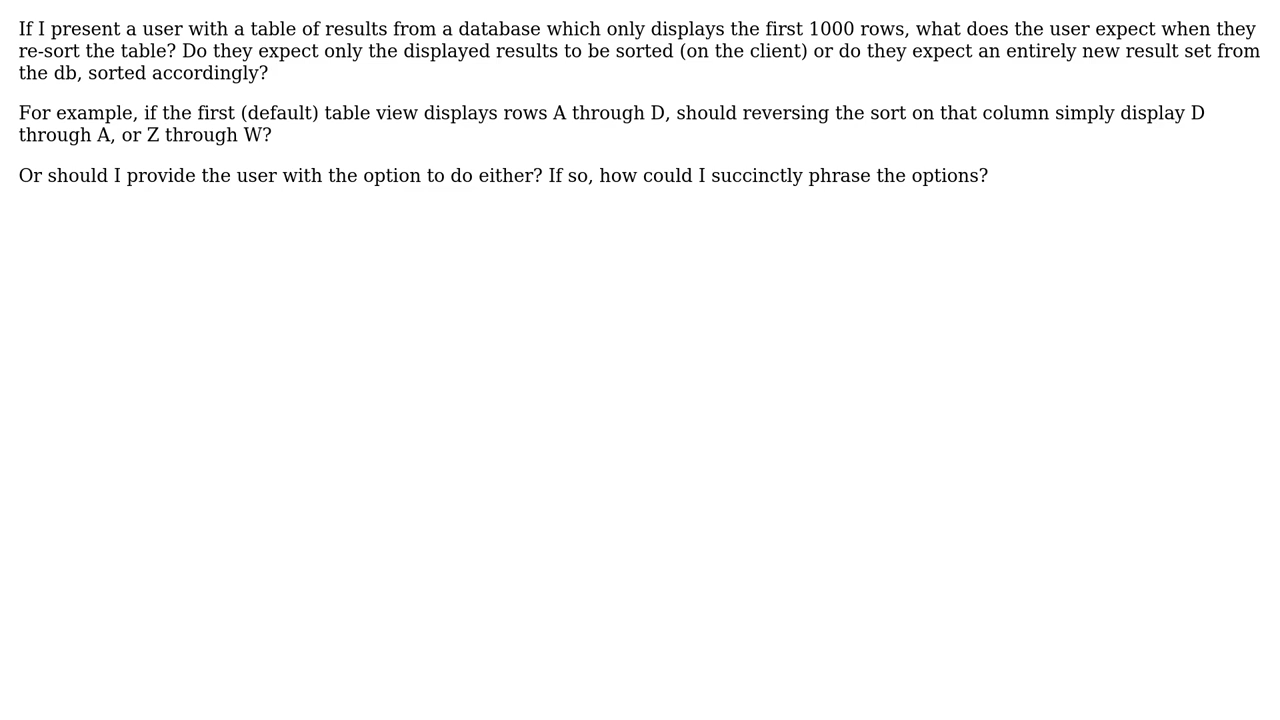 If I present a user with a table of results from a database which only displays the first 1000 rows, what does the user expect when they
re-sort the table? Do they expect only the displayed results to be sorted (on the client) or do they expect an entirely new result set from
the db, sorted accordingly?
For example, if the first (default) table view displays rows A through D, should reversing the sort on that column simply display D
through A, or Z through W?
Or should I provide the user with the option to do either? If so, how could I succinctly phrase the options?